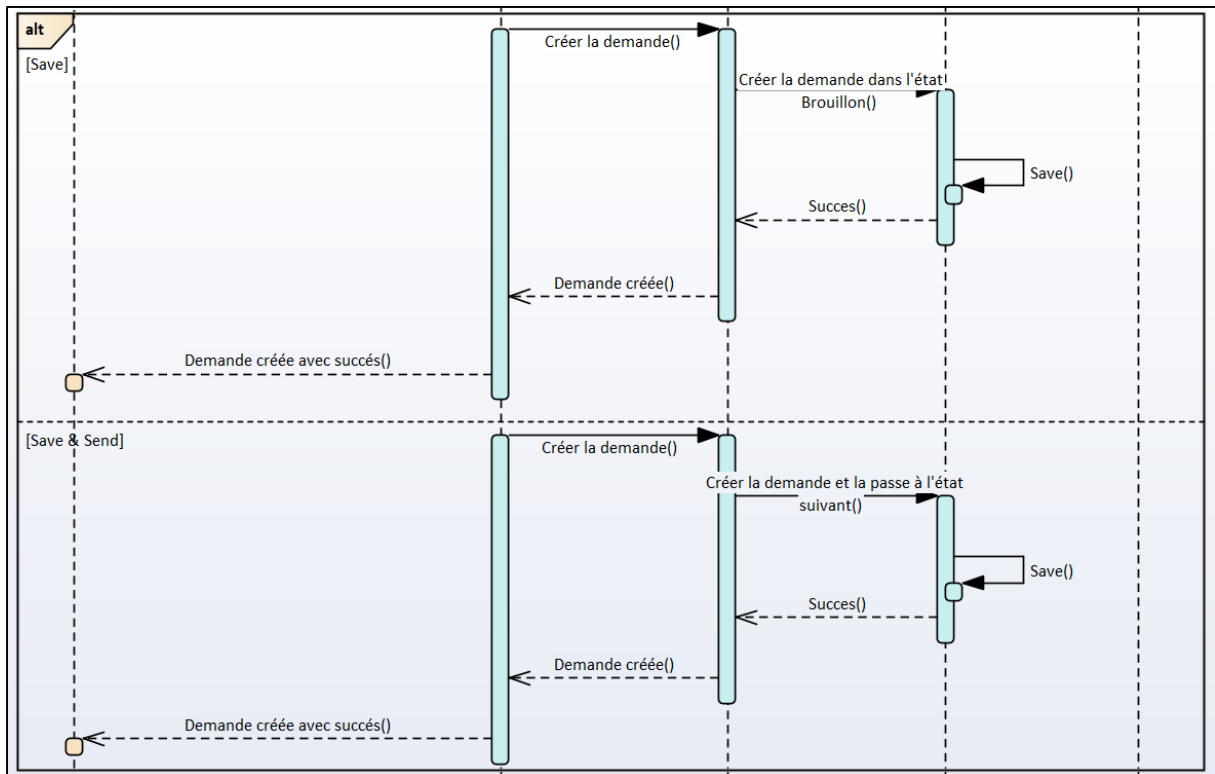 alt
[Save]
Créer la demande()
Créer la demande dans l'état
Brouillon()
Save()
Succes()
Demande créée()
Demande créée avec succés()
[Save & Send]
Créer la demande()
Créer la demande et la passe à l'état
suivant()
Save()
Succes()
Demande créée()
Demande créée avec succés()